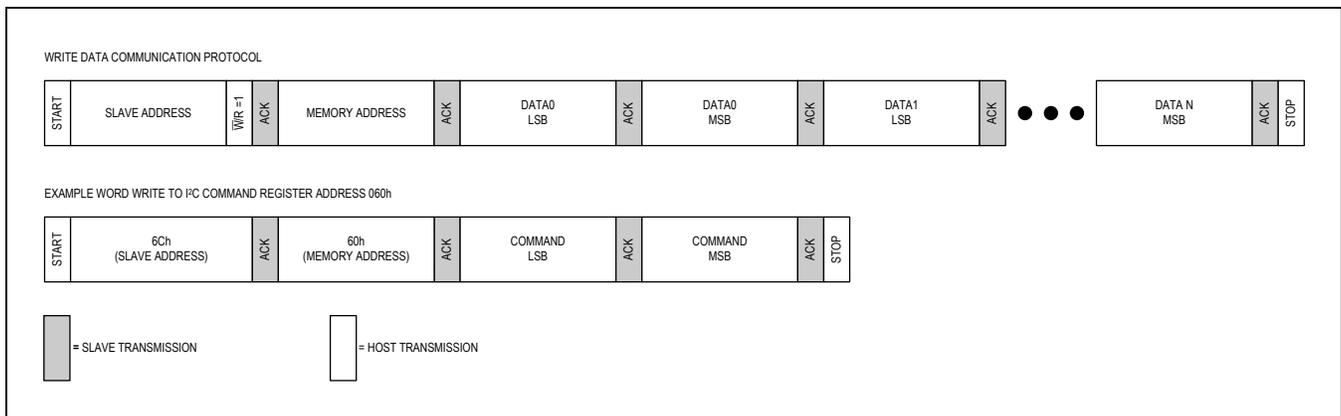 WRITE DATA COMMUNICATION PROTOCOL
START
SLAVE ADDRESS
W̅/R =1
ACK
MEMORY ADDRESS
ACK
DATA0
LSB
ACK
DATA0
MSB
ACK
DATA1
LSB
ACK
DATA N
MSB
ACK
STOP
EXAMPLE WORD WRITE TO I²C COMMAND REGISTER ADDRESS 060h
START
6Ch
(SLAVE ADDRESS)
ACK
60h
(MEMORY ADDRESS)
ACK
COMMAND
LSB
ACK
COMMAND
MSB
ACK
STOP
= SLAVE TRANSMISSION
= HOST TRANSMISSION